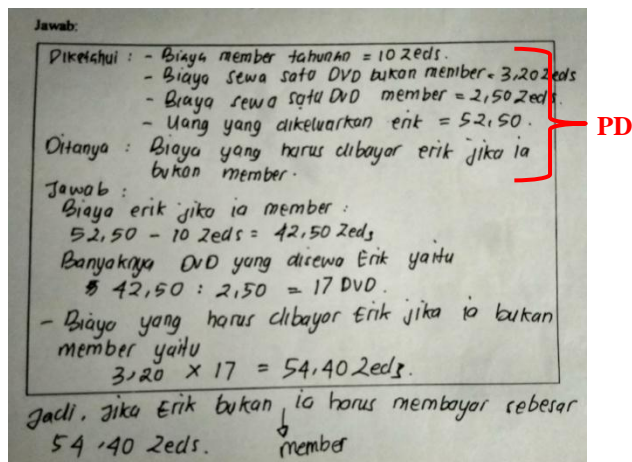 Jawab:
Diketahui : - Biaya member tahunan = 10 Zeds.
- Biaya sewa satu DVD bukan member = 3,20 Zeds
- Biaya sewa satu DVD member = 2,50 Zeds.
- Uang yang dikeluarkan erik = 52,50.
PD
Ditanya : Biaya yang harus dibayar erik jika ia
bukan member.
Jawab :
Biaya erik jika ia member :
52,50 - 10 Zeds = 42,50 Zeds
Banyaknya DVD yang disewa Erik yaitu
42,50 : 2,50 = 17 DVD.
- Biaya yang harus dibayar Erik jika ia bukan
member yaitu
3,20 × 17 = 54,40 Zeds.
Jadi, Jika Erik bukan ia harus membayar sebesar
54,40 Zeds. member